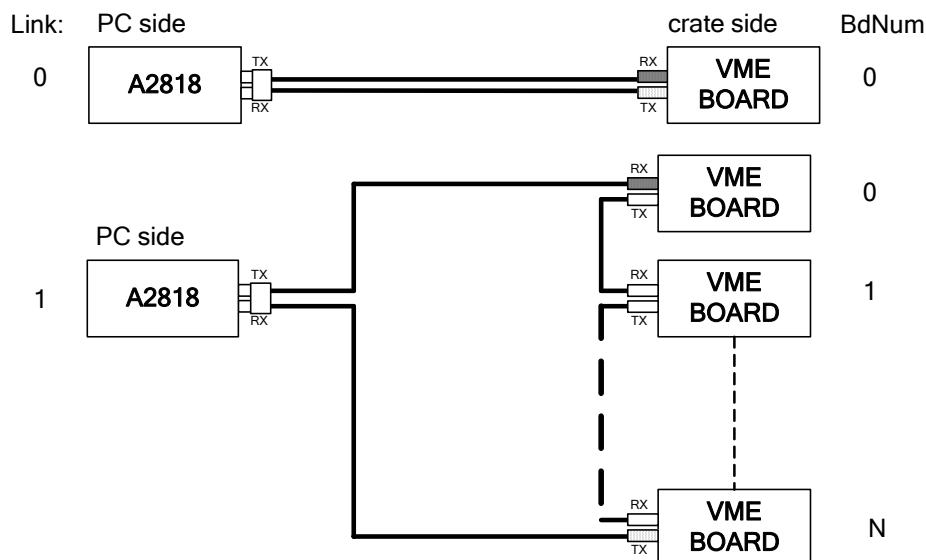 Link: PC side crate side BdNum
TX RX
0 A2818 VME BOARD 0
RX TX
RX
VME BOARD 0
TX
PC side
TX RX
1 A2818 VME BOARD 1
RX TX
RX
VME BOARD N
TX